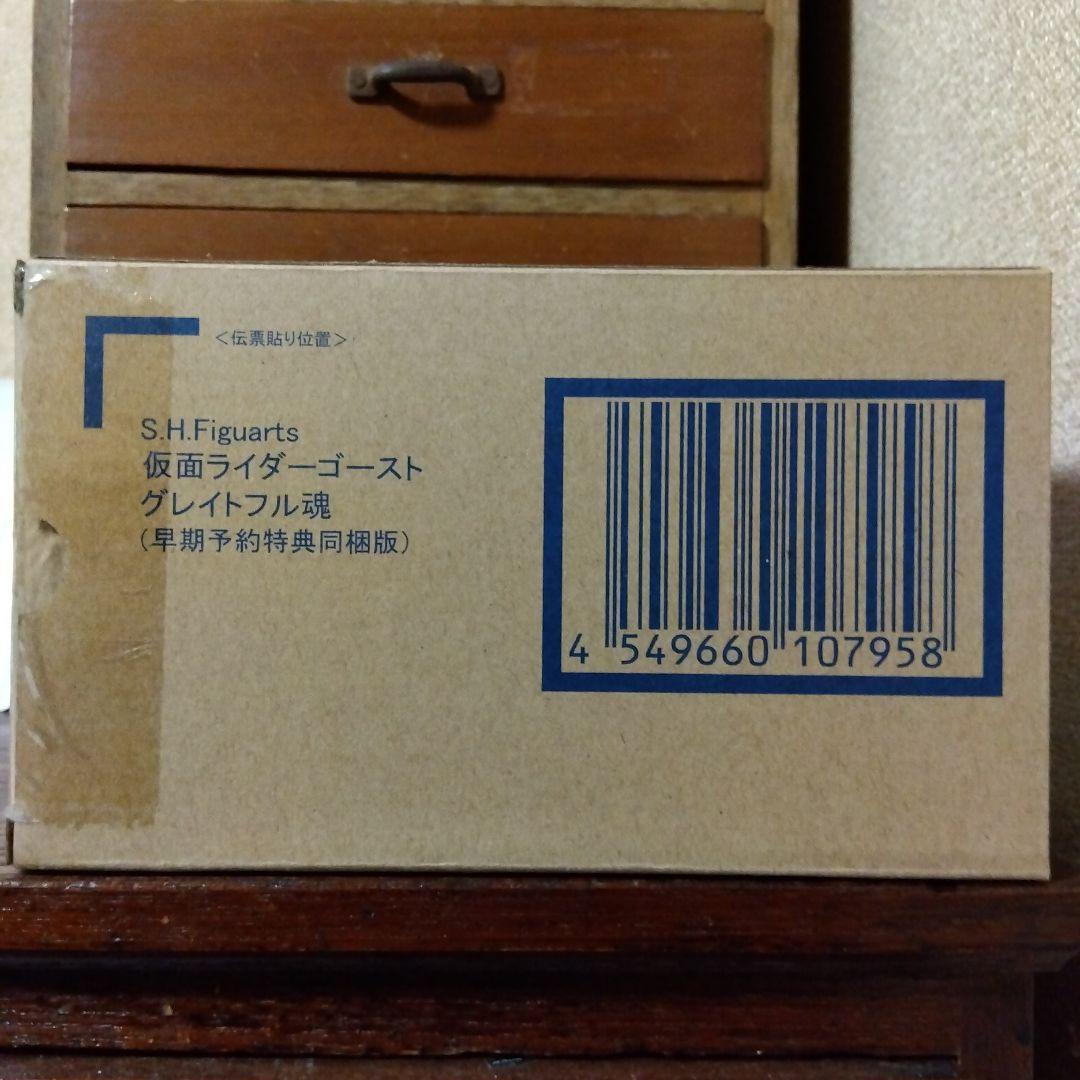 <伝票貼り位置>
S.H.Figuarts
仮面ライダーゴースト
グレイトフル魂
(早期予約特典同梱版)
4 549660 107958